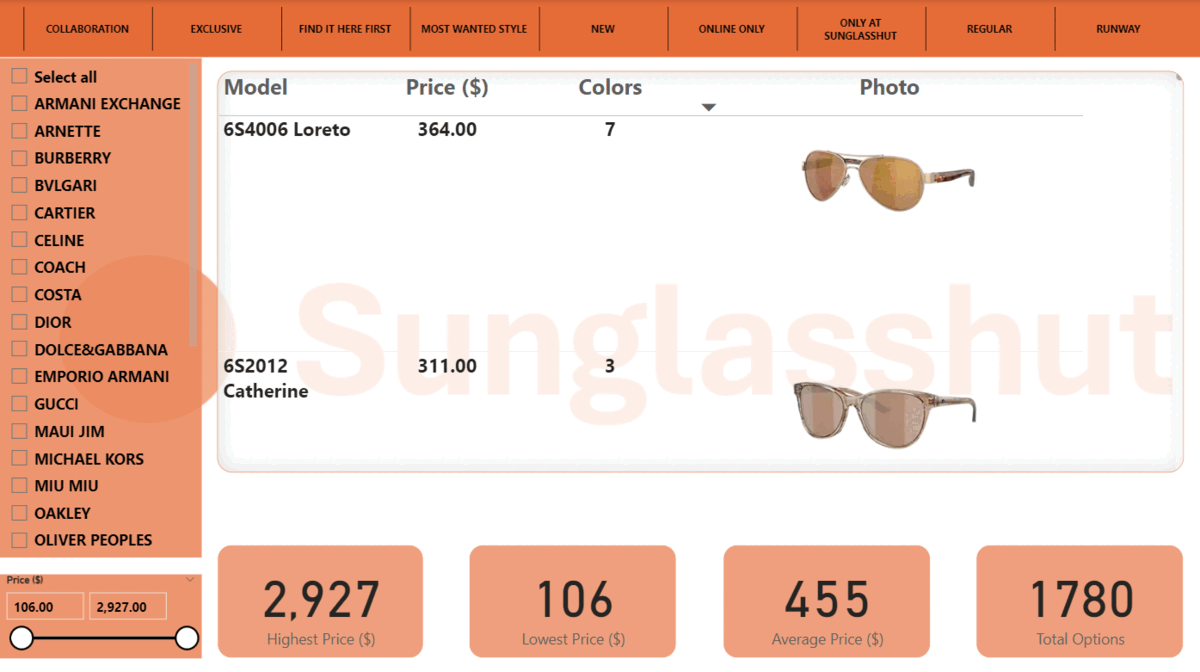 COLLABORATION
EXCLUSIVE
FIND IT HERE FIRST
MOST WANTED STYLE
NEW
ONLINE ONLY
ONLY AT
SUNGLASSHUT
REGULAR
RUNWAY
Select all
ARMANI EXCHANGE
ARNETTE
BURBERRY
BVLGARI
CARTIER
CELINE
COACH
COSTA
DIOR
DOLCE&GABBANA
EMPORIO ARMANI
GUCCI
MAUI JIM
MICHAEL KORS
MIU MIU
OAKLEY
OLIVER PEOPLES
Price ($)
106.00 2,927.00
Model Price ($) Colors Photo
6S4006 Loreto 364.00 7
Sunglasshut
6S2012 311.00 3
Catherine
2,927
Highest Price ($)
106
Lowest Price ($)
455
Average Price ($)
1780
Total Options